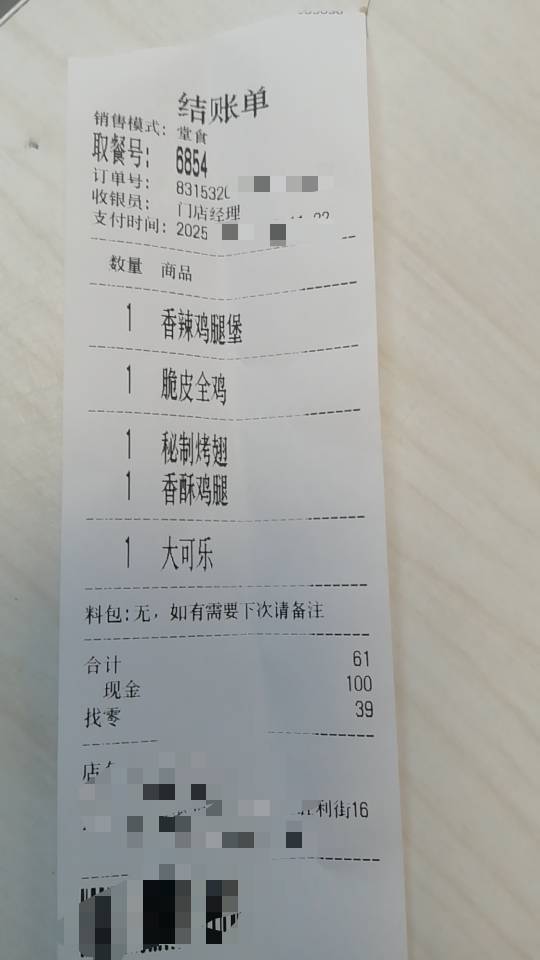 结账单
销售模式：堂食
取餐号： 6854
订单号： 831532
收银员： 门店经理
支付时间：2025
数量 商品
1 香辣鸡腿堡
1 脆皮全鸡
1 秘制烤翅
1 香酥鸡腿
1 大可乐
料包：无，如有需要下次请备注
合计 61
现金 100
找零 39
店
利街16